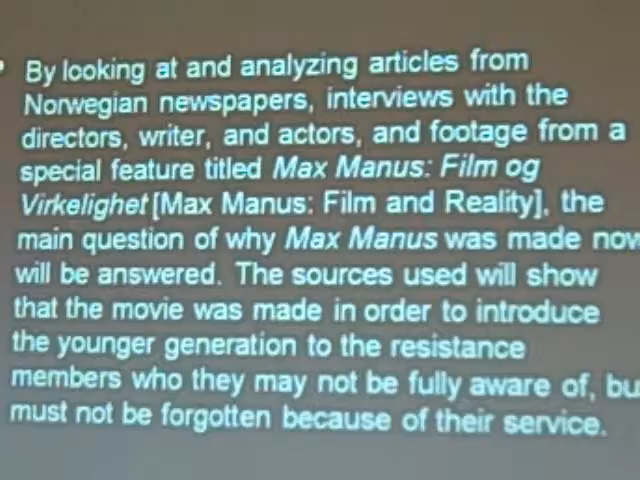 By looking at and analyzing articles from
Norwegian newspapers, interviews with the
directors, writer, and actors, and footage from a
special feature titled Max Manus: Film og
Virkelighet [Max Manus: Film and Reality], the
main question of why Max Manus was made now
will be answered. The sources used will show
that the movie was made in order to introduce
the younger generation to the resistance
members who they may not be fully aware of, bu
must not be forgotten because of their service.